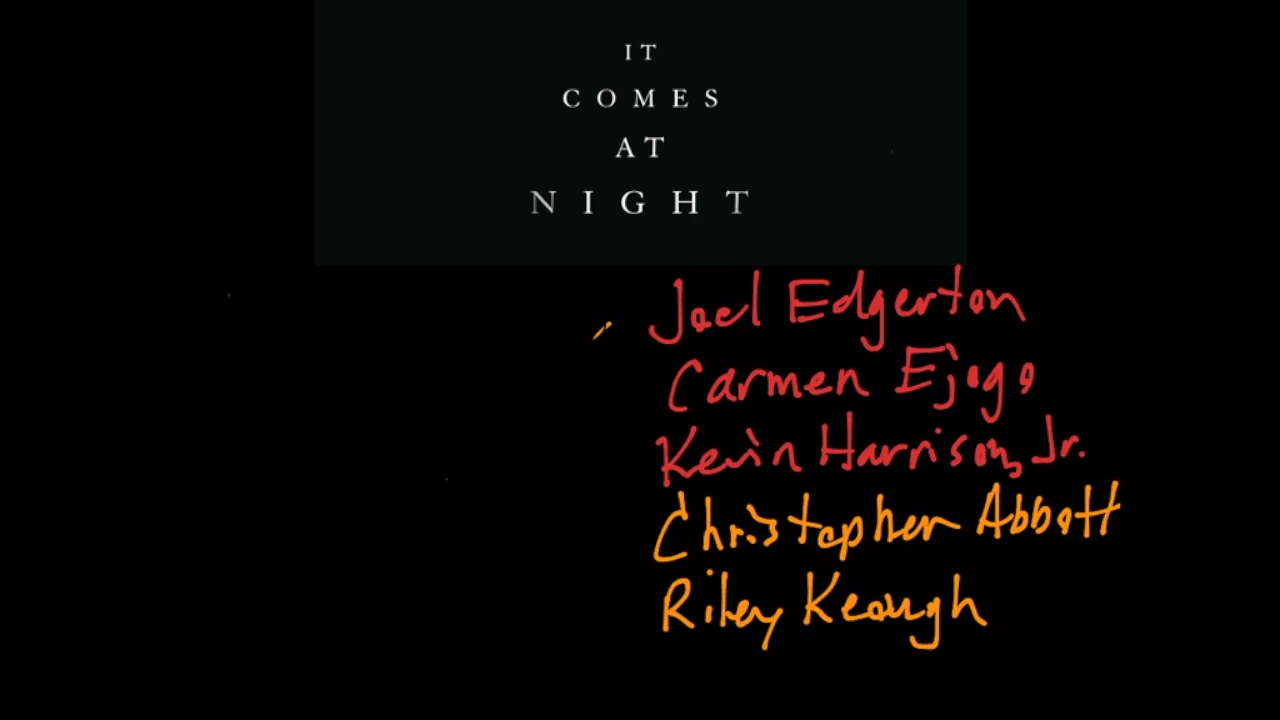 IT
COMES
AT
NIGHT
Joel Edgerton
Carmen Ejogo
Kevin Harrison, Jr.
Christopher Abbott
Riley Keough